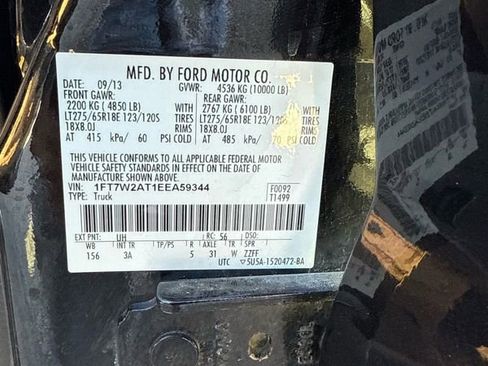 MFD. BY FORD MOTOR CO.
DATE: 09/13 GVWR: 4536 KG (10000 LB)
FRONT GAWR: REAR GAWR:
2200 KG (4850 LB) 2767 KG (6100 LB)
LT275/65R18E 123/120S TIRES LT275/65R18E 123/120S TIRES
18X8.0J RIMS 18X8.0J RIMS
AT 415 kPa/ 60 PSI COLD AT 485 kPa/ 70 PSI COLD
THIS VEHICLE CONFORMS TO ALL APPLICABLE FEDERAL MOTOR
VEHICLE SAFETY STANDARDS IN EFFECT ON THE DATE OF
MANUFACTURE SHOWN ABOVE.
VIN: 1FT7W2AT1EEA59344 F0092
TYPE: Truck T1499
EXT PNT: UH RC: 56 DSO:
WB INT TR TP/PS R AXLE TR SPR
156 3A 5 31 W ZZFF
UTC ▽5U5A-1520472-BA